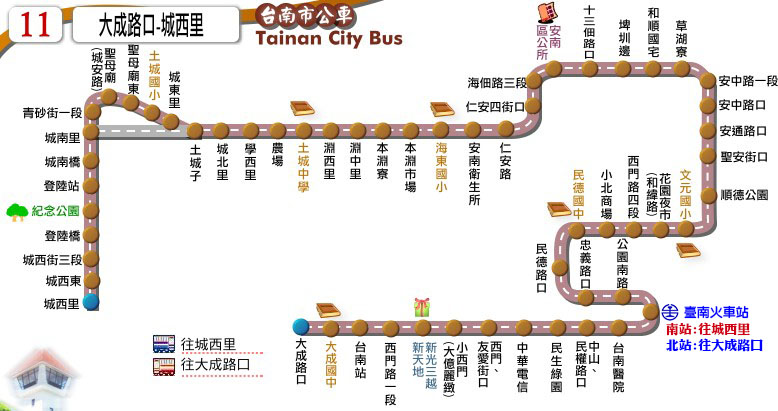 11
大成路口-城西里
台南市公車
Tainan City Bus
大成路口
大成國中
台南站
西門路一段
新光三越
新天地
小西門
(大億麗緻)
西門、
友愛街口
中華電信
民生綠園
中山、
民權路口
台南醫院
臺南火車站
南站:往城西里
北站:往大成路口
公園南路
忠義路口
民德路口
民德國中
小北商場
西門路四段
花園夜市
(和緯路)
文元國小
順德公園
聖安街口
安通路口
安中路口
安中路一段
草湖寮
和順國宅
埤圳邊
十三佃路口
安南
區公所
海佃路三段
仁安四街口
仁安路
安南衛生所
海東國小
本淵市場
本淵寮
淵中里
淵西里
土城中學
農場
學西里
城北里
土城子
城東里
土城國小
聖母廟東
聖母廟
(城安路)
青砂街一段
城南里
城南橋
登陸站
紀念公園
登陸橋
城西街三段
城西東
城西里
往城西里
往大成路口